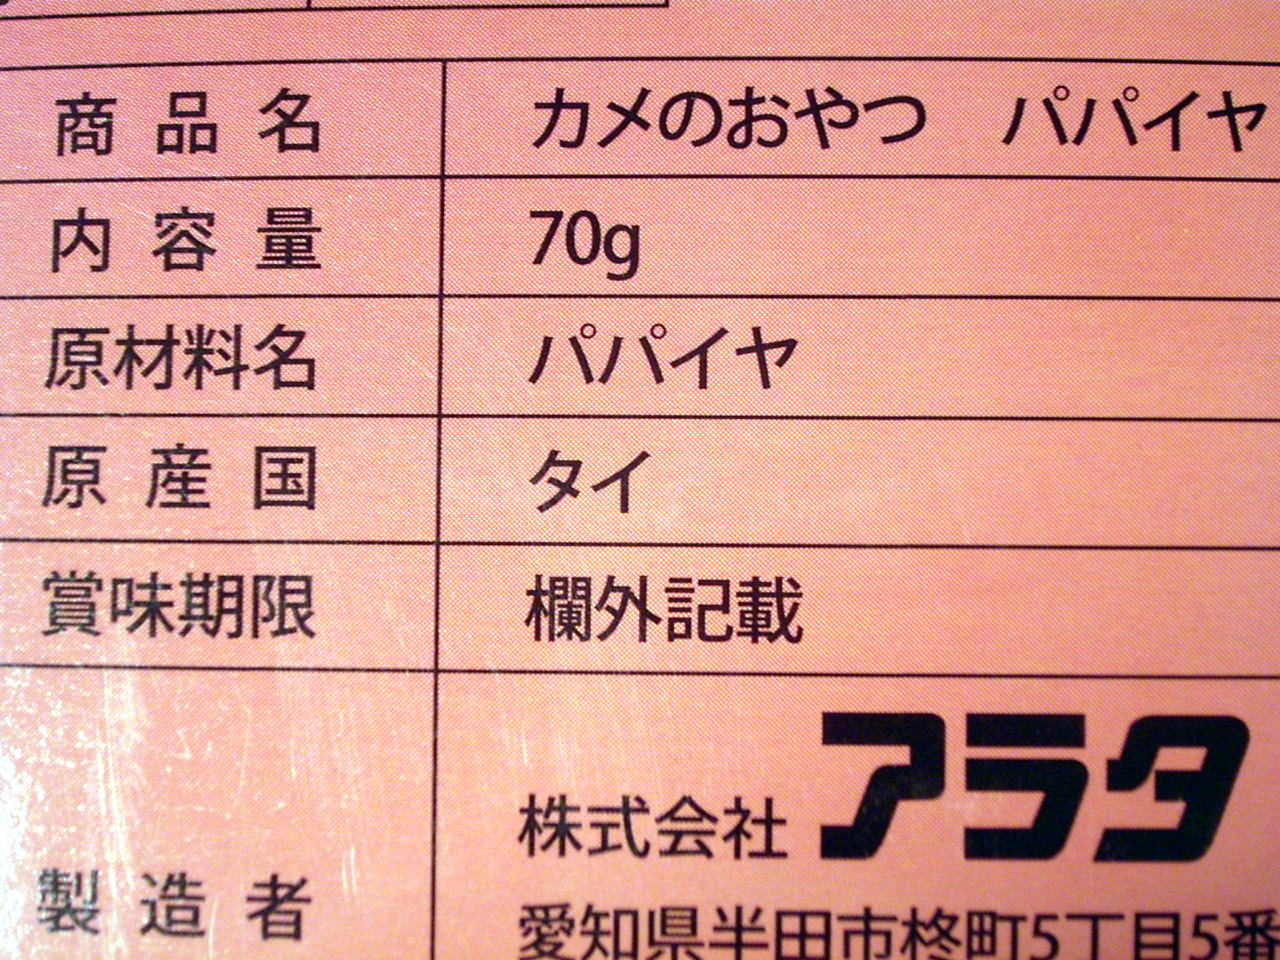 商品名 カメのおやつ パパイヤ
内容量 70g
原材料名 パパイヤ
原産国 タイ
賞味期限 欄外記載
製造者 株式会社 アラタ
愛知県半田市柊町5丁目5番